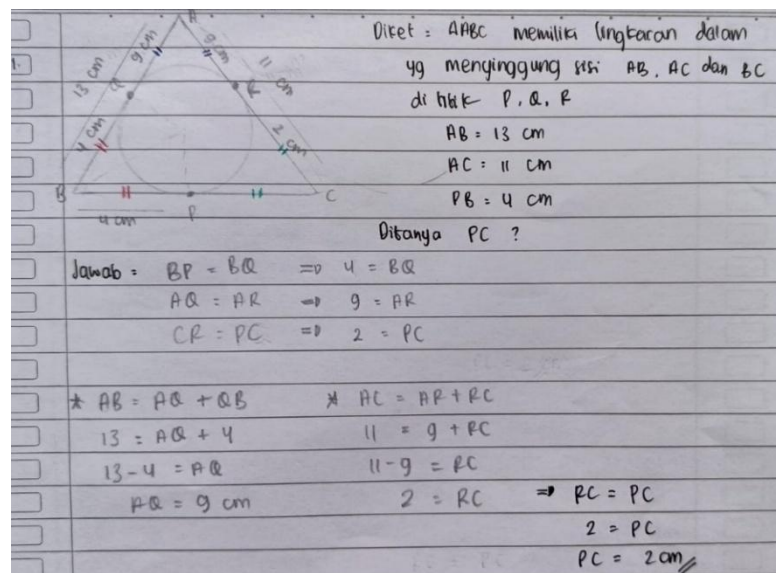 A
9 cm
9 cm
13 cm
11 cm
Q
R
4 cm
2 cm
B
C
4 cm
P
1.
Diket : ΔABC memiliki lingkaran dalam
yg menyinggung sisi AB, AC dan BC
di titik P, Q, R
AB = 13 cm
AC = 11 cm
PB = 4 cm
Ditanya PC ?
Jawab : BP = BQ => 4 = BQ
AQ = AR => 9 = AR
CR = PC => 2 = PC
* AB = AQ + QB
13 = AQ + 4
13 - 4 = AQ
AQ = 9 cm
* AC = AR + RC
11 = 9 + RC
11 - 9 = RC
2 = RC
=> RC = PC
2 = PC
PC = 2 cm //